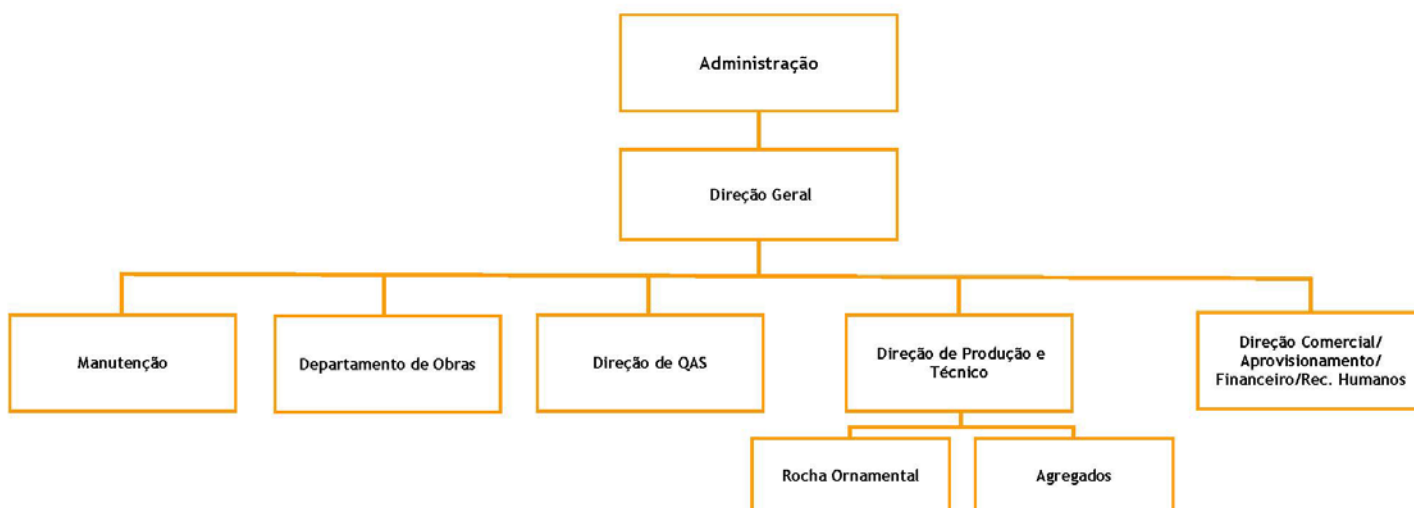 Administração
Direção Geral
Manutenção
Departamento de Obras
Direção de QAS
Direção de Produção e
Técnico
Direção Comercial/
Aprovisionamento/
Financeiro/Rec. Humanos
Rocha Ornamental
Agregados